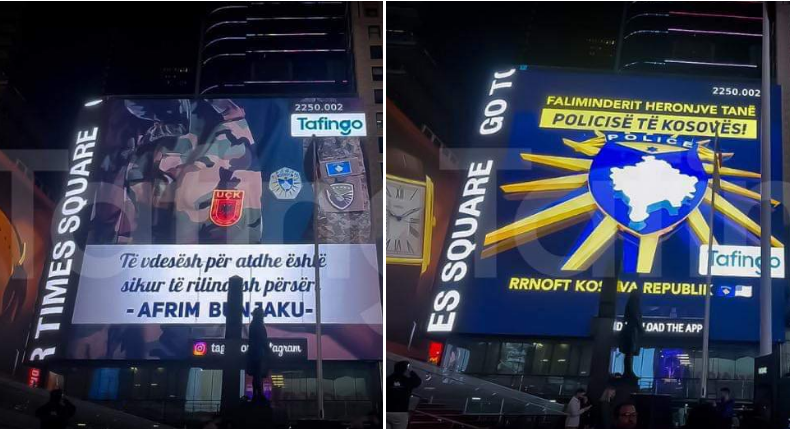 2250.002
Tafingo
UÇK
Të vdesësh për atdhe është
sikur të rilindësh përsëri
-AFRIM BUNJAKU-
TIMES SQUARE
2250.002
FALIMINDERIT HERONJVE TANË
POLICISË TË KOSOVËS!
POLICE
Tafingo
RRNOFT KOSOVA REPUBLIK
LOAD THE APP
ES SQUARE GO TO